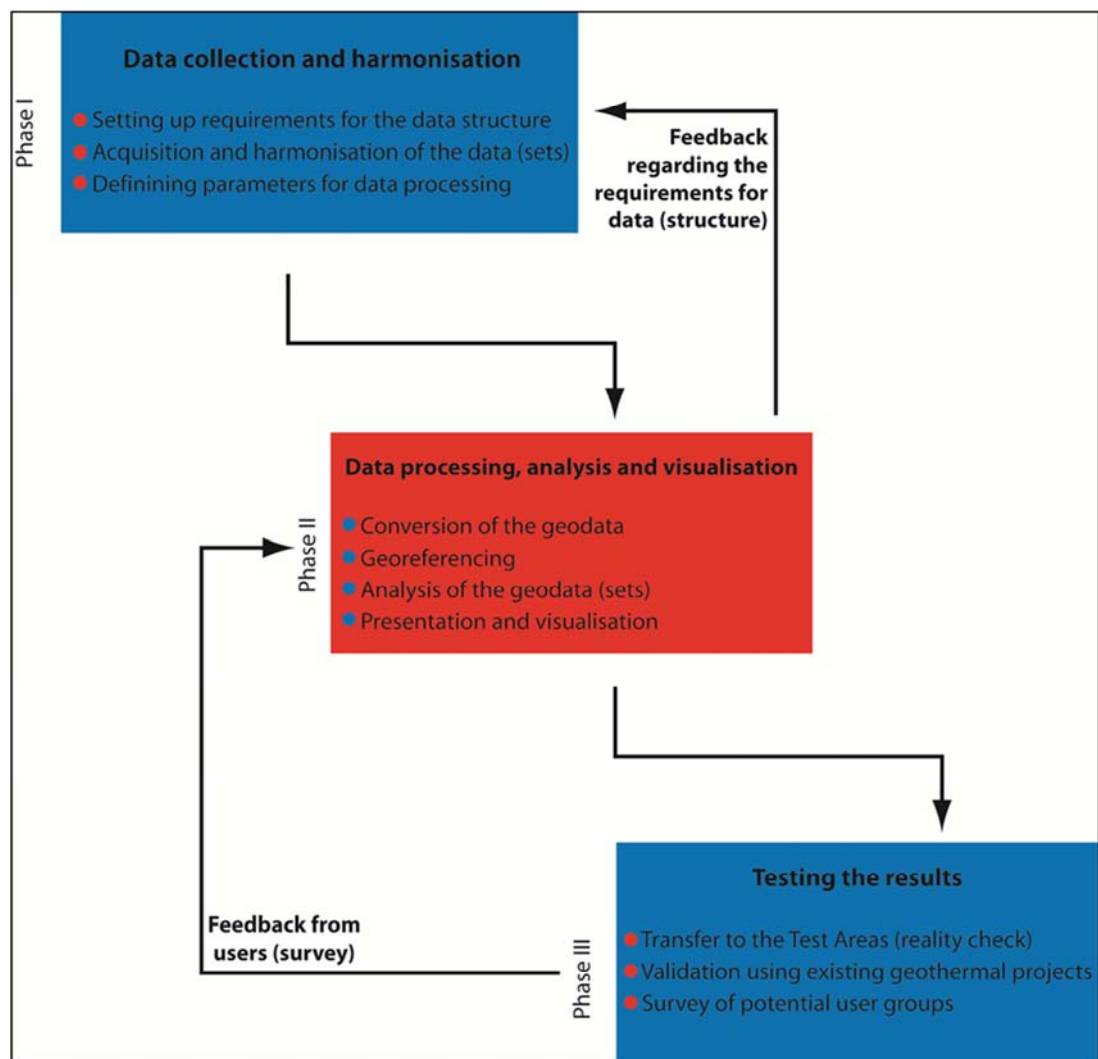 Phase I
Data collection and harmonisation
Setting up requirements for the data structure
Acquisition and harmonisation of the data (sets)
Definining parameters for data processing
Feedback
regarding the
requirements for
data (structure)
Phase II
Data processing, analysis and visualisation
Conversion of the geodata
Georeferencing
Analysis of the geodata (sets)
Presentation and visualisation
Feedback from
users (survey)
Phase III
Testing the results
Transfer to the Test Areas (reality check)
Validation using existing geothermal projects
Survey of potential user groups